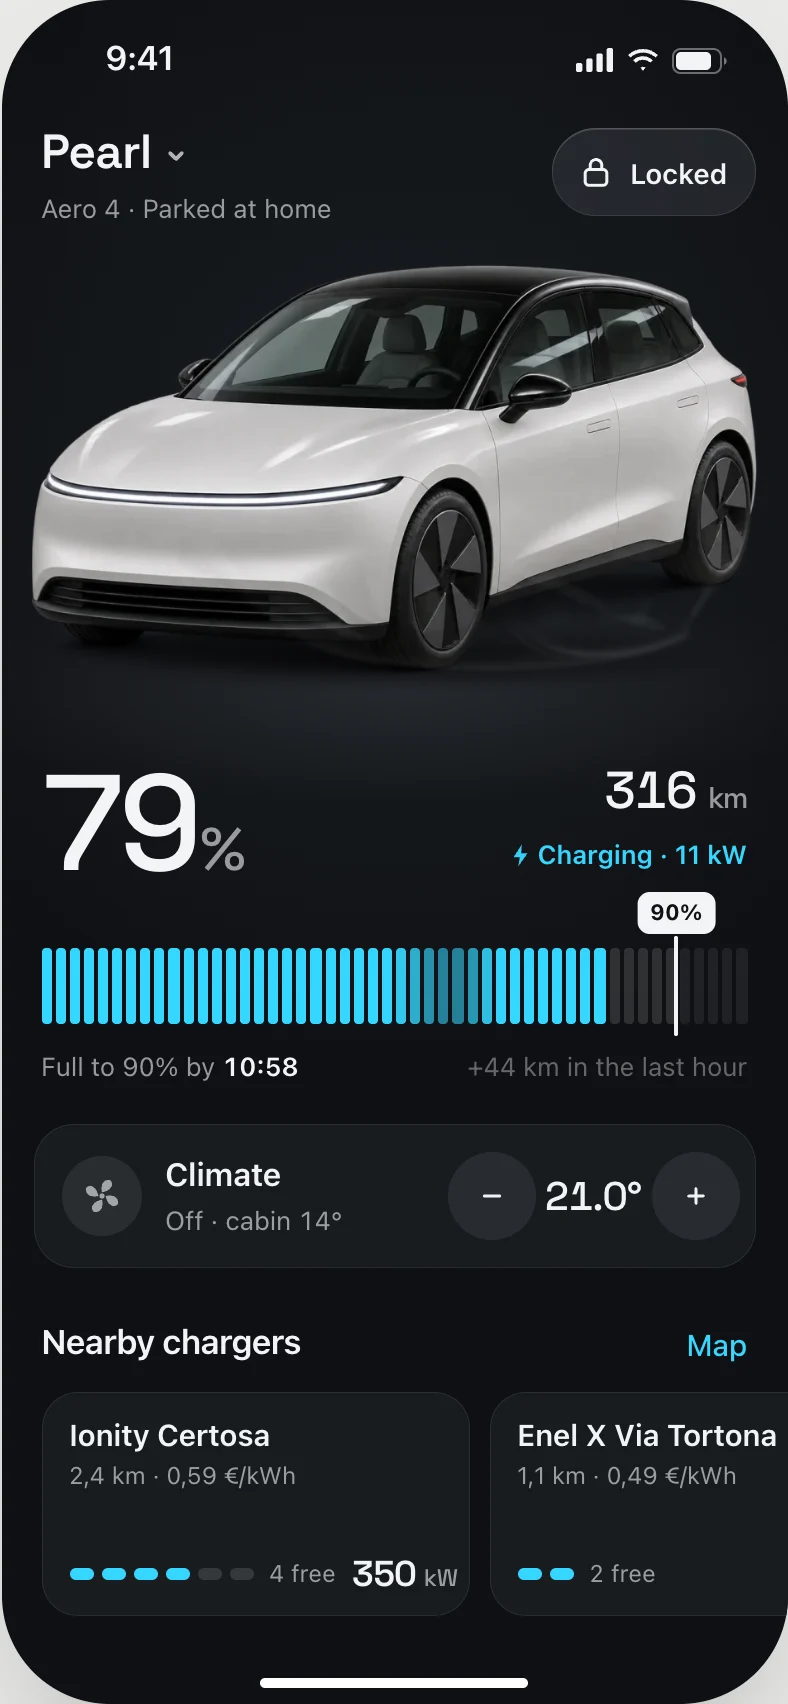 9:41
Pearl
Locked
Aero 4 · Parked at home
79%
316 km
Charging · 11 kW
90%
Full to 90% by 10:58
+44 km in the last hour
Climate
Off · cabin 14°
− 21.0° +
Nearby chargers
Map
Ionity Certosa
2,4 km · 0,59 €/kWh
4 free 350 kW
Enel X Via Tortona
1,1 km · 0,49 €/kWh
2 free